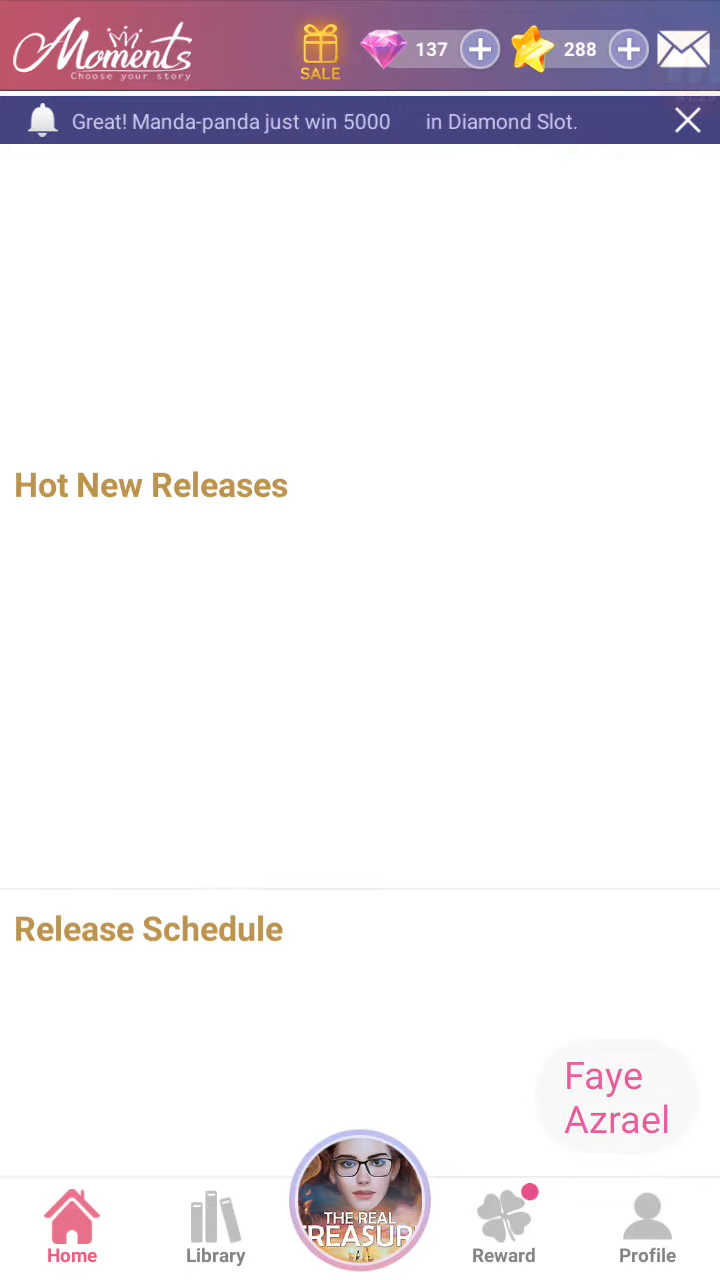 Moments
Choose your story
SALE
137
288
Great! Manda-panda just win 5000 in Diamond Slot.
Hot New Releases
Release Schedule
Faye
Azrael
THE REAL
TREASUR
Home
Library
Reward
Profile